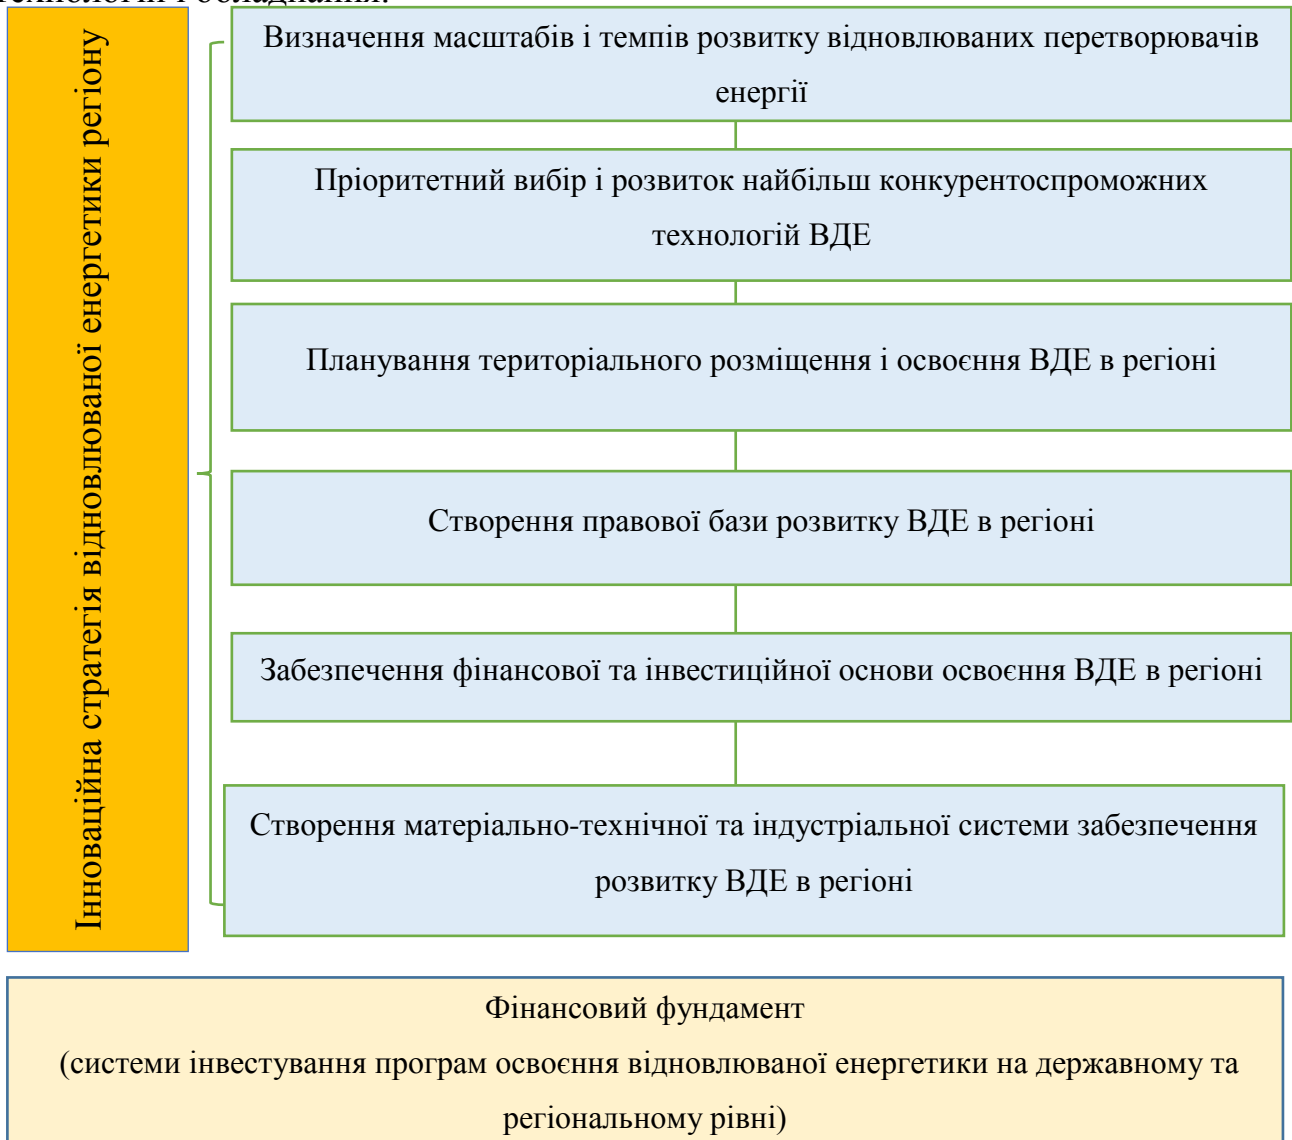 технологій і обладнання.
Інноваційна стратегія відновлюваної енергетики регіону
Визначення масштабів і темпів розвитку відновлюваних перетворювачів
енергії
Пріоритетний вибір і розвиток найбільш конкурентоспроможних
технологій ВДЕ
Планування територіального розміщення і освоєння ВДЕ в регіоні
Створення правової бази розвитку ВДЕ в регіоні
Забезпечення фінансової та інвестиційної основи освоєння ВДЕ в регіоні
Створення матеріально-технічної та індустріальної системи забезпечення
розвитку ВДЕ в регіоні
Фінансовий фундамент
(системи інвестування програм освоєння відновлюваної енергетики на державному та
регіональному рівні)